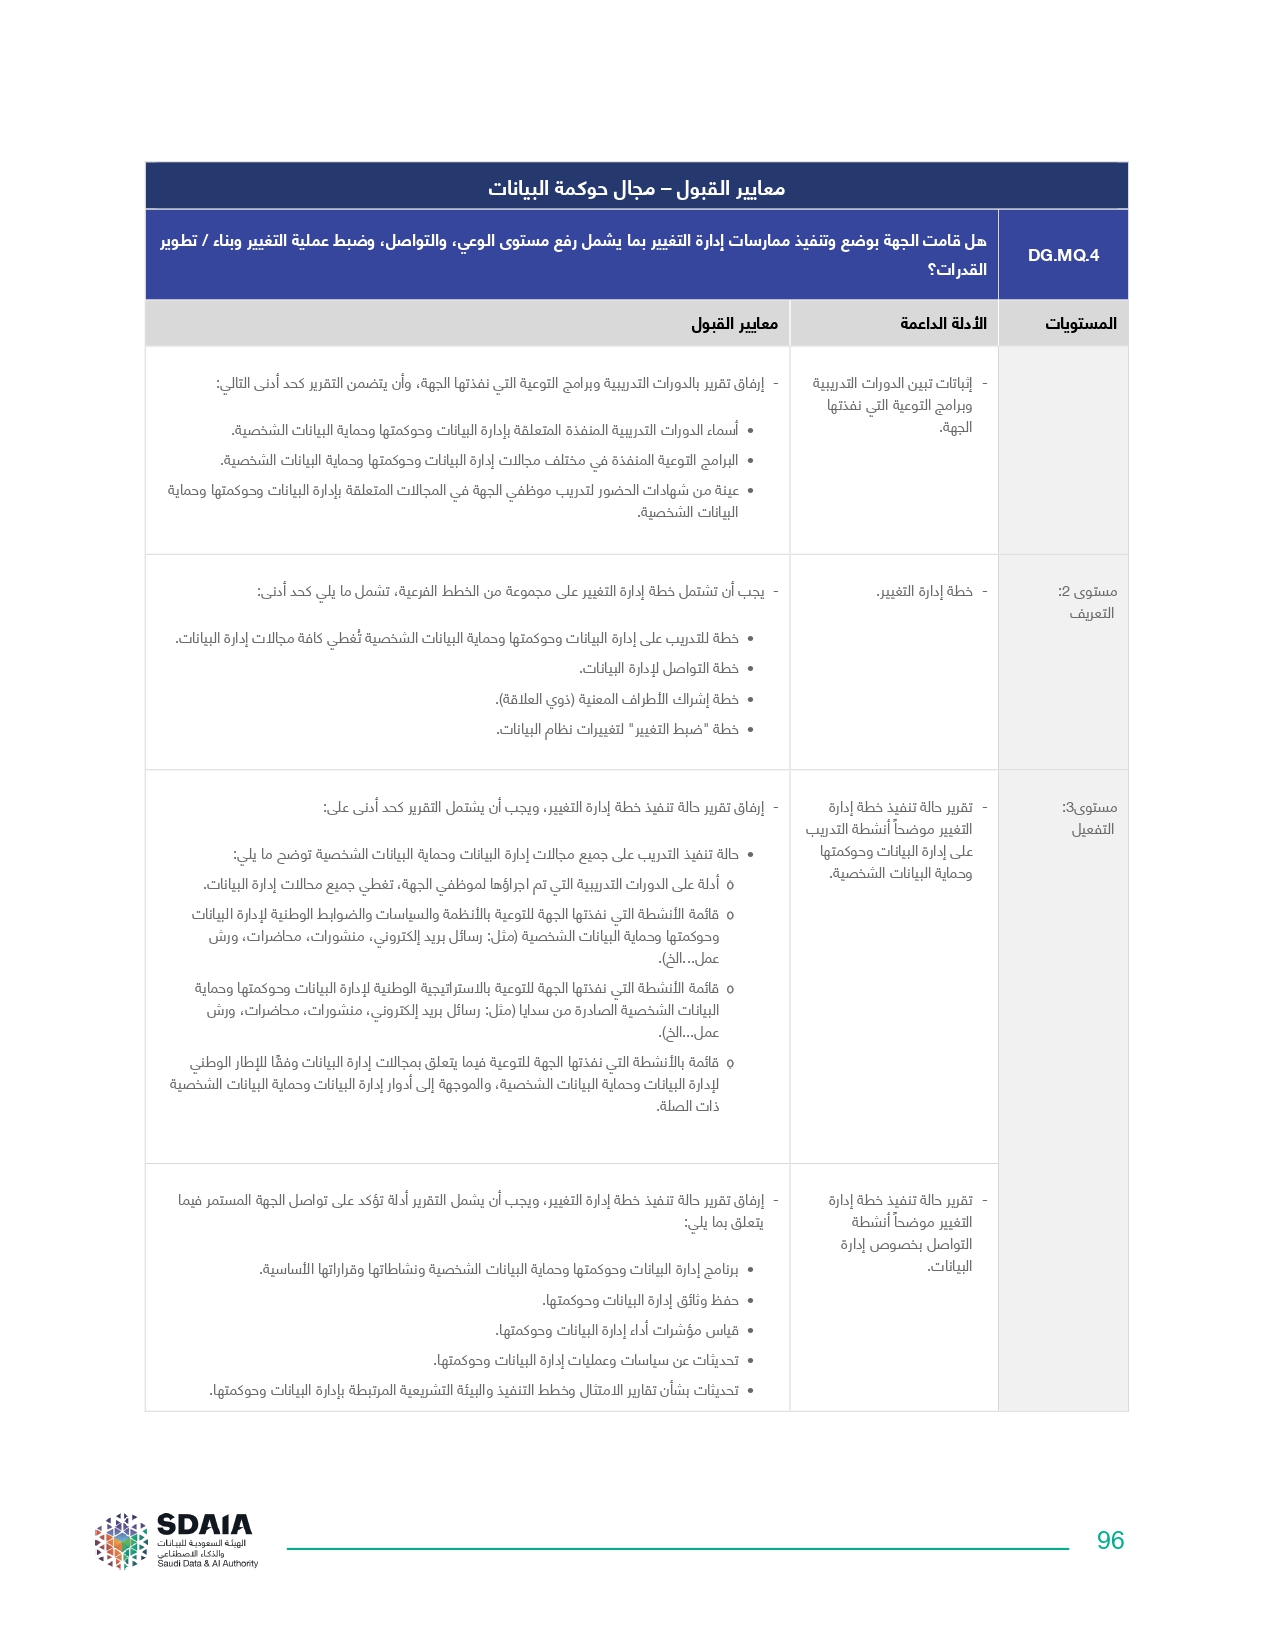 معايير القبول – مجال حوكمة البيانات
DG.MQ.4
هل قامت الجهة بوضع وتنفيذ ممارسات إدارة التغيير بما يشمل رفع مستوى الوعي، والتواصل، وضبط عملية التغيير وبناء / تطوير
القدرات؟
المستويات
الأدلة الداعمة
معايير القبول
- إثباتات تبين الدورات التدريبية
وبرامج التوعية التي نفذتها
الجهة.
- إرفاق تقرير بالدورات التدريبية وبرامج التوعية التي نفذتها الجهة، وأن يتضمن التقرير كحد أدنى التالي:
• أسماء الدورات التدريبية المنفذة المتعلقة بإدارة البيانات وحوكمتها وحماية البيانات الشخصية.
• البرامج التوعية المنفذة في مختلف مجالات إدارة البيانات وحوكمتها وحماية البيانات الشخصية.
• عينة من شهادات الحضور لتدريب موظفي الجهة في المجالات المتعلقة بإدارة البيانات وحوكمتها وحماية
البيانات الشخصية.
مستوى 2:
التعريف
- خطة إدارة التغيير.
- يجب أن تشتمل خطة إدارة التغيير على مجموعة من الخطط الفرعية، تشمل ما يلي كحد أدنى:
• خطة للتدريب على إدارة البيانات وحوكمتها وحماية البيانات الشخصية تُغطي كافة مجالات إدارة البيانات.
• خطة التواصل لإدارة البيانات.
• خطة إشراك الأطراف المعنية (ذوي العلاقة).
• خطة "ضبط التغيير" لتغييرات نظام البيانات.
مستوى3:
التفعيل
- تقرير حالة تنفيذ خطة إدارة
التغيير موضحاً أنشطة التدريب
على إدارة البيانات وحوكمتها
وحماية البيانات الشخصية.
- إرفاق تقرير حالة تنفيذ خطة إدارة التغيير، ويجب أن يشتمل التقرير كحد أدنى على:
• حالة تنفيذ التدريب على جميع مجالات إدارة البيانات وحماية البيانات الشخصية توضح ما يلي:
o أدلة على الدورات التدريبية التي تم اجراؤها لموظفي الجهة، تغطي جميع محالات إدارة البيانات.
o قائمة الأنشطة التي نفذتها الجهة للتوعية بالأنظمة والسياسات والضوابط الوطنية لإدارة البيانات
وحوكمتها وحماية البيانات الشخصية (مثل: رسائل بريد إلكتروني، منشورات، محاضرات، ورش
عمل...الخ).
o قائمة الأنشطة التي نفذتها الجهة للتوعية بالاستراتيجية الوطنية لإدارة البيانات وحوكمتها وحماية
البيانات الشخصية الصادرة من سدايا (مثل: رسائل بريد إلكتروني، منشورات، محاضرات، ورش
عمل...الخ).
o قائمة بالأنشطة التي نفذتها الجهة للتوعية فيما يتعلق بمجالات إدارة البيانات وفقًا للإطار الوطني
لإدارة البيانات وحماية البيانات الشخصية، والموجهة إلى أدوار إدارة البيانات وحماية البيانات الشخصية
ذات الصلة.
- تقرير حالة تنفيذ خطة إدارة
التغيير موضحاً أنشطة
التواصل بخصوص إدارة
البيانات.
- إرفاق تقرير حالة تنفيذ خطة إدارة التغيير، ويجب أن يشمل التقرير أدلة تؤكد على تواصل الجهة المستمر فيما
يتعلق بما يلي:
• برنامج إدارة البيانات وحوكمتها وحماية البيانات الشخصية ونشاطاتها وقراراتها الأساسية.
• حفظ وثائق إدارة البيانات وحوكمتها.
• قياس مؤشرات أداء إدارة البيانات وحوكمتها.
• تحديثات عن سياسات وعمليات إدارة البيانات وحوكمتها.
• تحديثات بشأن تقارير الامتثال وخطط التنفيذ والبيئة التشريعية المرتبطة بإدارة البيانات وحوكمتها.
SDAIA
الهيئة السعودية للبيانات
والذكاء الاصطناعي
Saudi Data & AI Authority
96